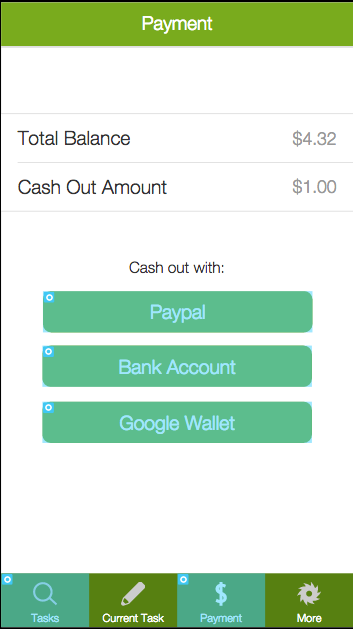 Payment
Total Balance $4.32
Cash Out Amount $1.00
Cash out with:
Paypal
Bank Account
Google Wallet
Tasks Current Task Payment More